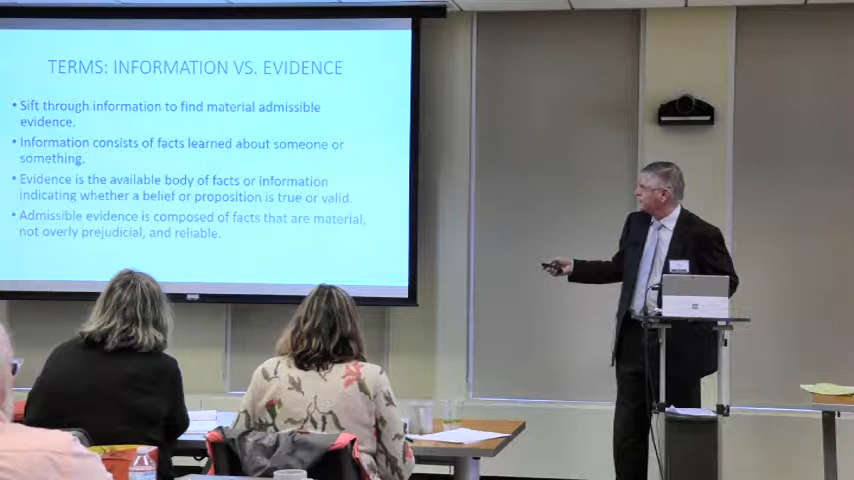 TERMS: INFORMATION VS. EVIDENCE
• Sift through information to find material admissible
evidence.
• Information consists of facts learned about someone or
something.
• Evidence is the available body of facts or information
indicating whether a belief or proposition is true or valid.
• Admissible evidence is composed of facts that are material,
not overly prejudicial, and reliable.